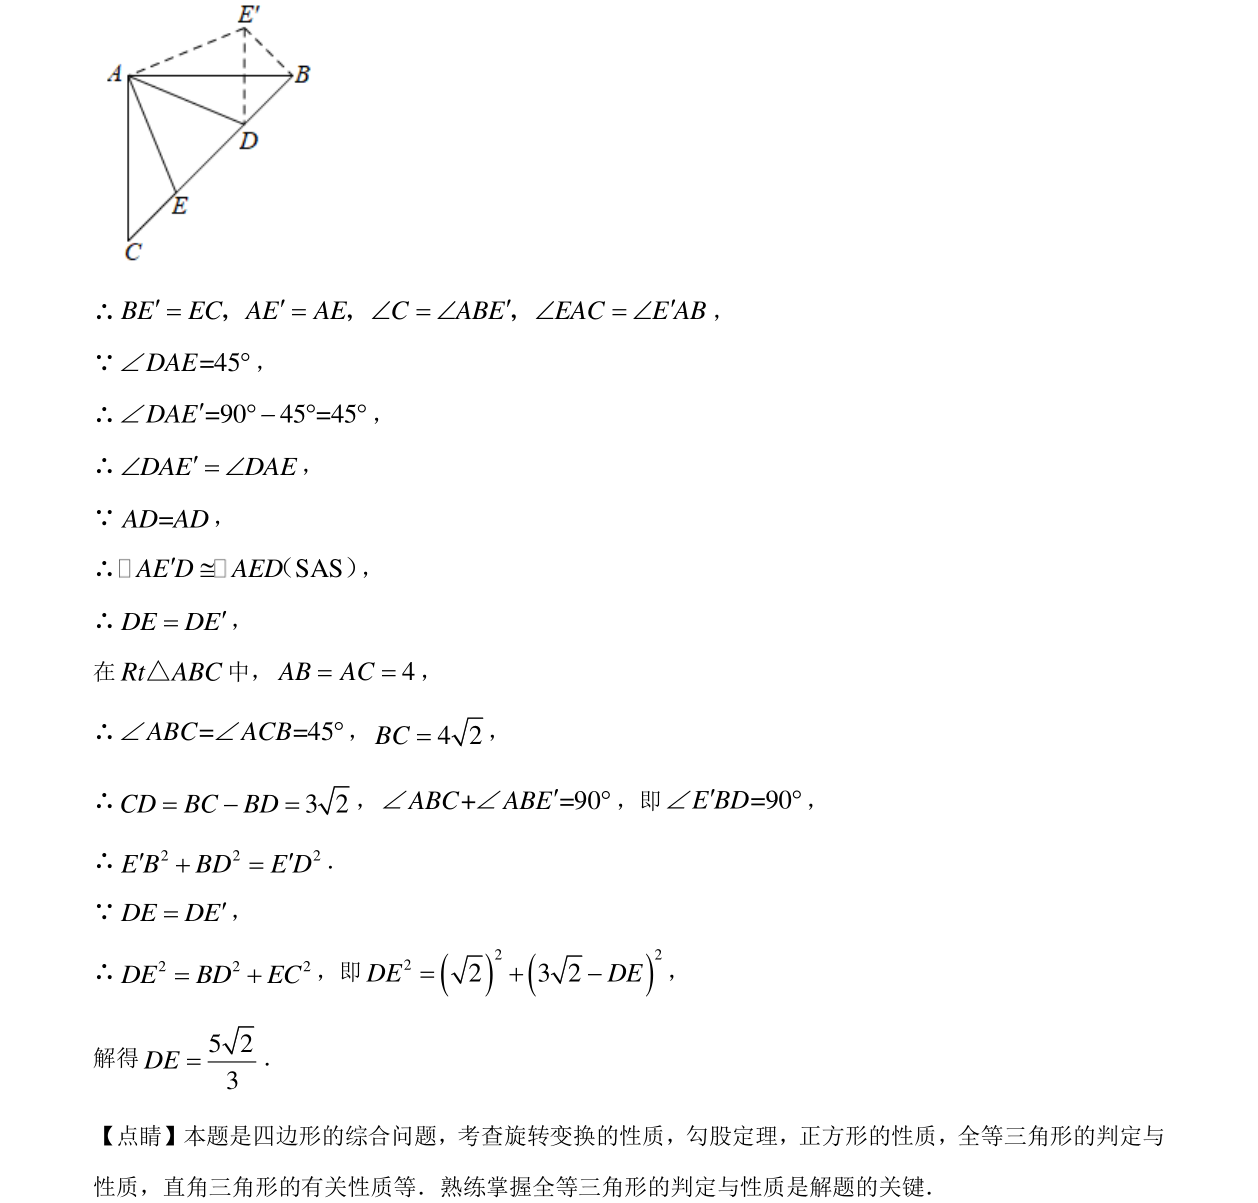 E′
A
B
D
E
C
∴ BE′ = EC, AE′ = AE, ∠C = ∠ABE′, ∠EAC = ∠E′AB，
∵ ∠DAE=45°，
∴ ∠DAE′=90° − 45°=45°，
∴ ∠DAE′ = ∠DAE，
∵ AD=AD，
∴ □ AE′D ≅ □ AED（SAS），
∴ DE = DE′，
在 Rt△ABC 中， AB = AC = 4，
∴ ∠ABC=∠ACB=45°， BC = 4√2，
∴ CD = BC − BD = 3√2， ∠ABC+∠ABE′=90°，即 ∠E′BD=90°，
∴ E′B² + BD² = E′D²．
∵ DE = DE′，
∴ DE² = BD² + EC²，即 DE² = (√2)² + (3√2 − DE)²，
解得 DE = 5√2/3．
【点睛】本题是四边形的综合问题，考查旋转变换的性质，勾股定理，正方形的性质，全等三角形的判定与
性质，直角三角形的有关性质等．熟练掌握全等三角形的判定与性质是解题的关键．